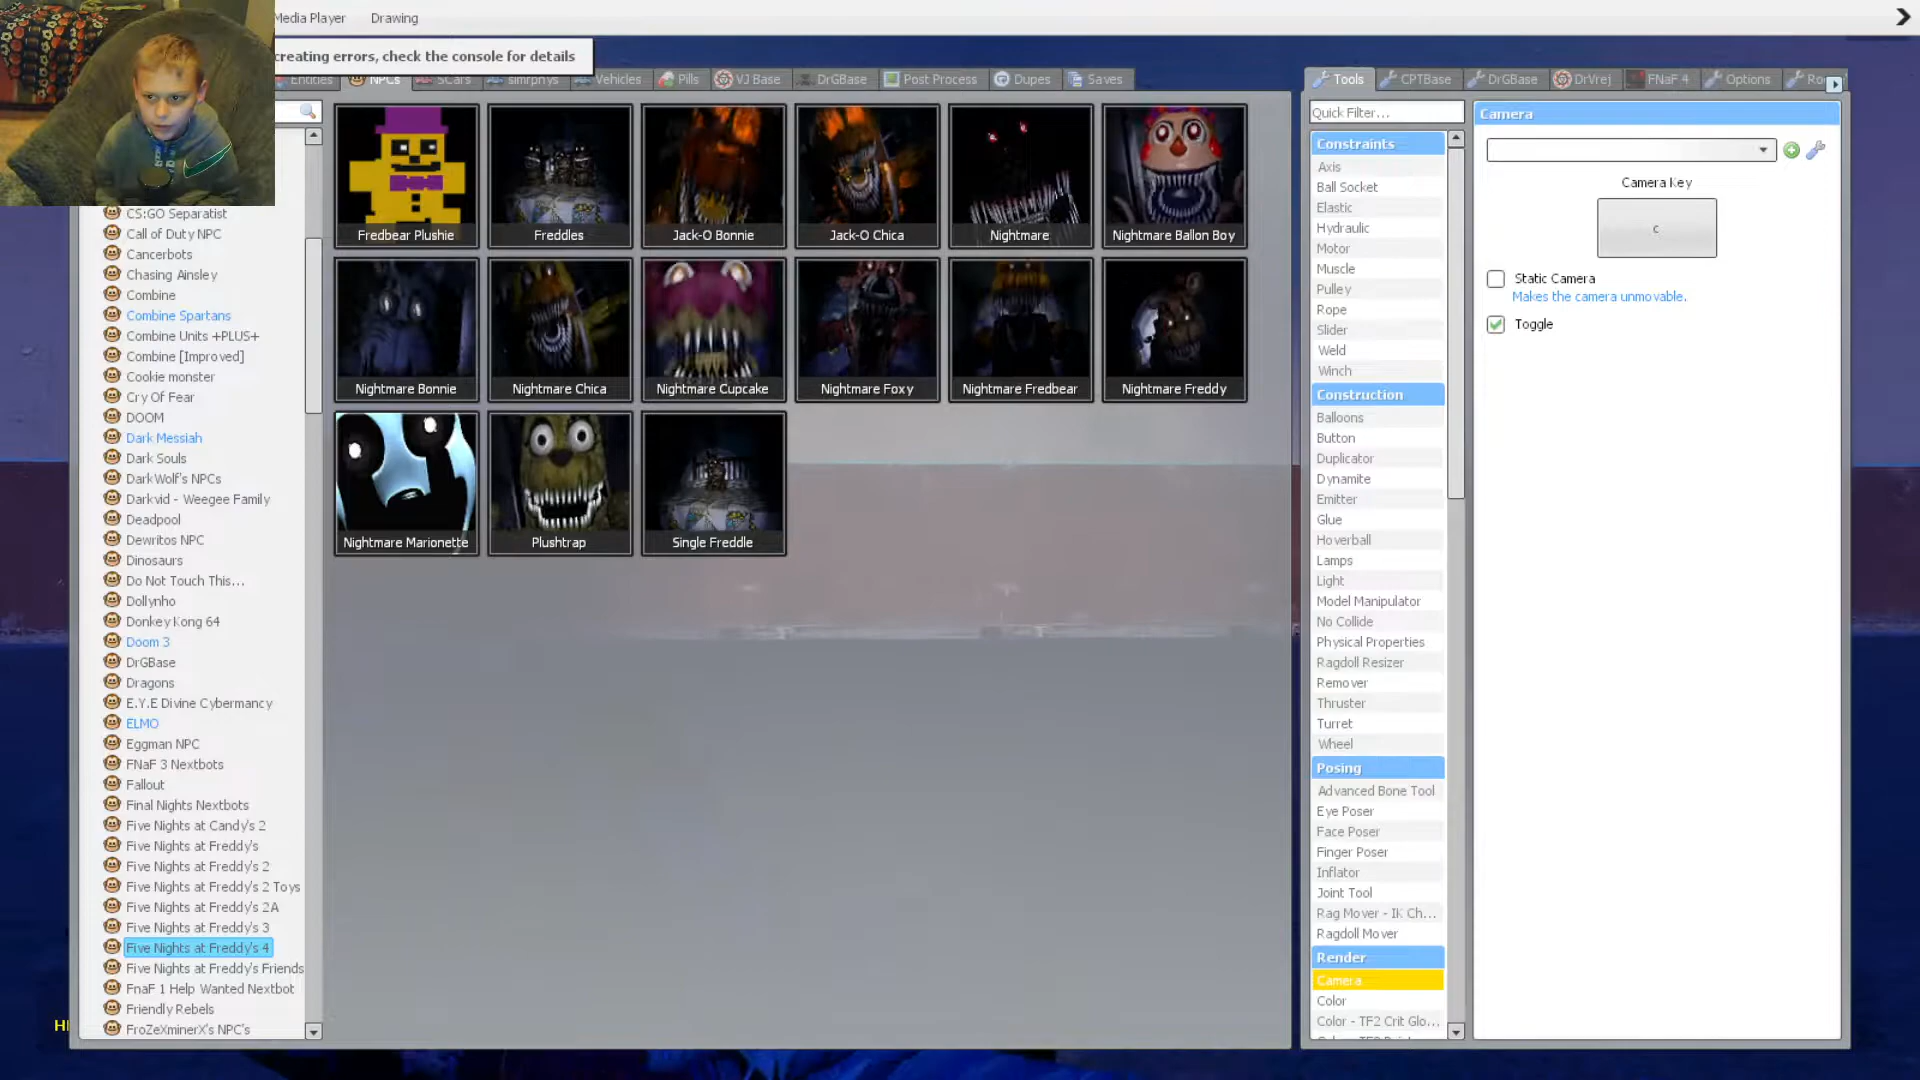 Media Player Drawing
creating errors, check the console for details
Entities NPCs SCars simfphys Vehicles Pills VJ Base DrGBase Post Process Dupes Saves
Tools CPTBase DrGBase DrVrej FNaF 4 Options
CS:GO Separatist
Call of Duty NPC
Cancerbots
Chasing Ainsley
Combine
Combine Spartans
Combine Units +PLUS+
Combine [Improved]
Cookie monster
Cry Of Fear
DOOM
Dark Messiah
Dark Souls
DarkWolf's NPCs
Darkvid - Weegee Family
Deadpool
Dewritos NPC
Dinosaurs
Do Not Touch This...
Dollynho
Donkey Kong 64
Doom 3
DrGBase
Dragons
E.Y.E Divine Cybermancy
ELMO
Eggman NPC
FNaF 3 Nextbots
Fallout
Final Nights Nextbots
Five Nights at Candy's 2
Five Nights at Freddy's
Five Nights at Freddy's 2
Five Nights at Freddy's 2 Toys
Five Nights at Freddy's 2A
Five Nights at Freddy's 3
Five Nights at Freddy's 4
Five Nights at Freddy's Friends
FnaF 1 Help Wanted Nextbot
Friendly Rebels
FroZeXminerX's NPC's
Fredbear Plushie Freddles Jack-O Bonnie Jack-O Chica Nightmare Nightmare Ballon Boy
Nightmare Bonnie Nightmare Chica Nightmare Cupcake Nightmare Foxy Nightmare Fredbear Nightmare Freddy
Nightmare Marionette Plushtrap Single Freddle
Quick Filter...
Constraints
Axis
Ball Socket
Elastic
Hydraulic
Motor
Muscle
Pulley
Rope
Slider
Weld
Winch
Construction
Balloons
Button
Duplicator
Dynamite
Emitter
Glue
Hoverball
Lamps
Light
Model Manipulator
No Collide
Physical Properties
Ragdoll Resizer
Remover
Thruster
Turret
Wheel
Posing
Advanced Bone Tool
Eye Poser
Face Poser
Finger Poser
Inflator
Joint Tool
Rag Mover - IK Ch...
Ragdoll Mover
Render
Camera
Color
Color - TF2 Crit Glo...
Camera
Camera Key
c
Static Camera
Makes the camera unmovable.
Toggle